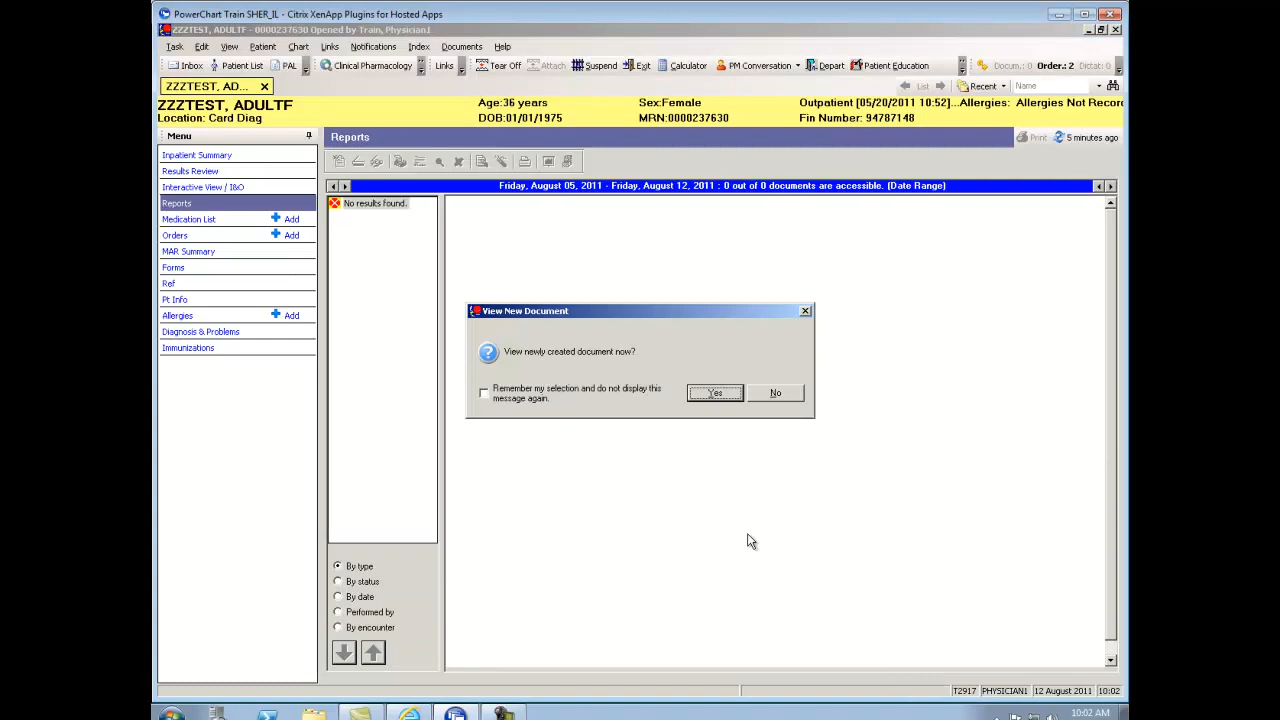 PowerChart Train SHER_IL - Citrix XenApp Plugins for Hosted Apps
ZZZTEST, ADULTF - 0000237630 Opened by Train, Physician1
Task Edit View Patient Chart Links Notifications Index Documents Help
Inbox Patient List PAL Clinical Pharmacology Links Tear Off Attach Suspend Exit Calculator PM Conversation Depart Patient Education Docum.: 0 Order.: 2 Dictat: 0
ZZZTEST, AD... List Recent Name
ZZZTEST, ADULTF Age:36 years Sex:Female Outpatient [05/20/2011 10:52]... Allergies: Allergies Not Recor
Location: Card Diag DOB:01/01/1975 MRN:0000237630 Fin Number: 94787148
Menu Reports Print 5 minutes ago
Inpatient Summary
Results Review
Interactive View / I&O
Reports
Medication List Add
Orders Add
MAR Summary
Forms
Ref
Pt Info
Allergies Add
Diagnosis & Problems
Immunizations
Friday, August 05, 2011 - Friday, August 12, 2011 : 0 out of 0 documents are accessible. (Date Range)
No results found.
View New Document
View newly created document now?
Remember my selection and do not display this
message again.
Yes No
By type
By status
By date
Performed by
By encounter
T2917 PHYSICIAN1 12 August 2011 10:02
10:02 AM